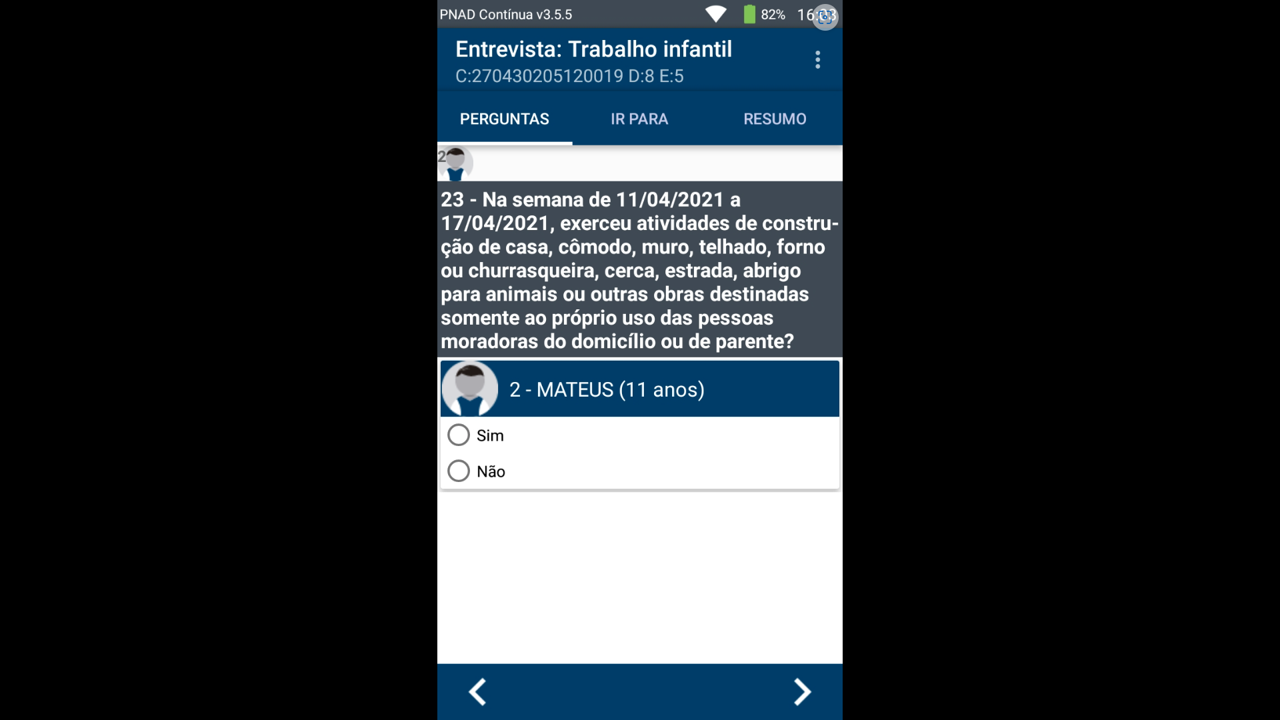 PNAD Contínua v3.5.5
82%
Entrevista: Trabalho infantil
C:270430205120019 D:8 E:5
PERGUNTAS
IR PARA
RESUMO
2
23 - Na semana de 11/04/2021 a
17/04/2021, exerceu atividades de constru-
ção de casa, cômodo, muro, telhado, forno
ou churrasqueira, cerca, estrada, abrigo
para animais ou outras obras destinadas
somente ao próprio uso das pessoas
moradoras do domicílio ou de parente?
2 - MATEUS (11 anos)
Sim
Não